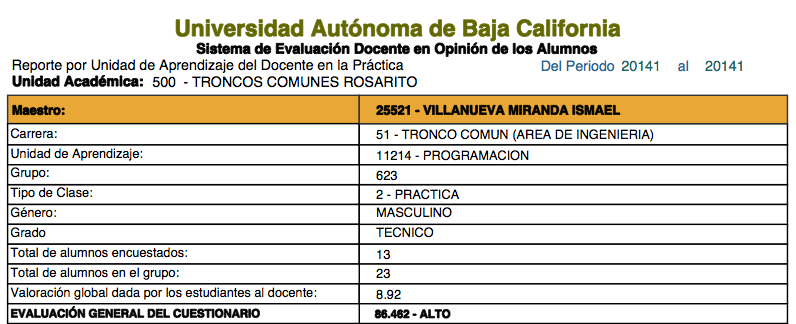 Universidad Autónoma de Baja California
Sistema de Evaluación Docente en Opinión de los Alumnos
Reporte por Unidad de Aprendizaje del Docente en la Práctica Del Periodo 20141 al 20141
Unidad Académica: 500 - TRONCOS COMUNES ROSARITO
Maestro: 25521 - VILLANUEVA MIRANDA ISMAEL
Carrera: 51 - TRONCO COMUN (AREA DE INGENIERIA)
Unidad de Aprendizaje: 11214 - PROGRAMACION
Grupo: 623
Tipo de Clase: 2 - PRACTICA
Género: MASCULINO
Grado TECNICO
Total de alumnos encuestados: 13
Total de alumnos en el grupo: 23
Valoración global dada por los estudiantes al docente: 8.92
EVALUACIÓN GENERAL DEL CUESTIONARIO 86.462 - ALTO